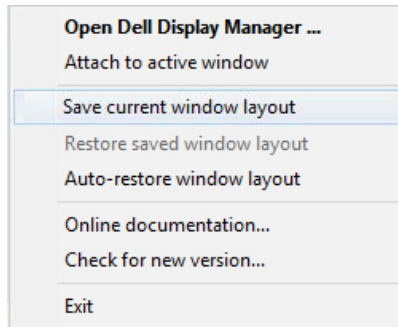 Open Dell Display Manager ...
Attach to active window
Save current window layout
Restore saved window layout
Auto-restore window layout
Online documentation...
Check for new version...
Exit